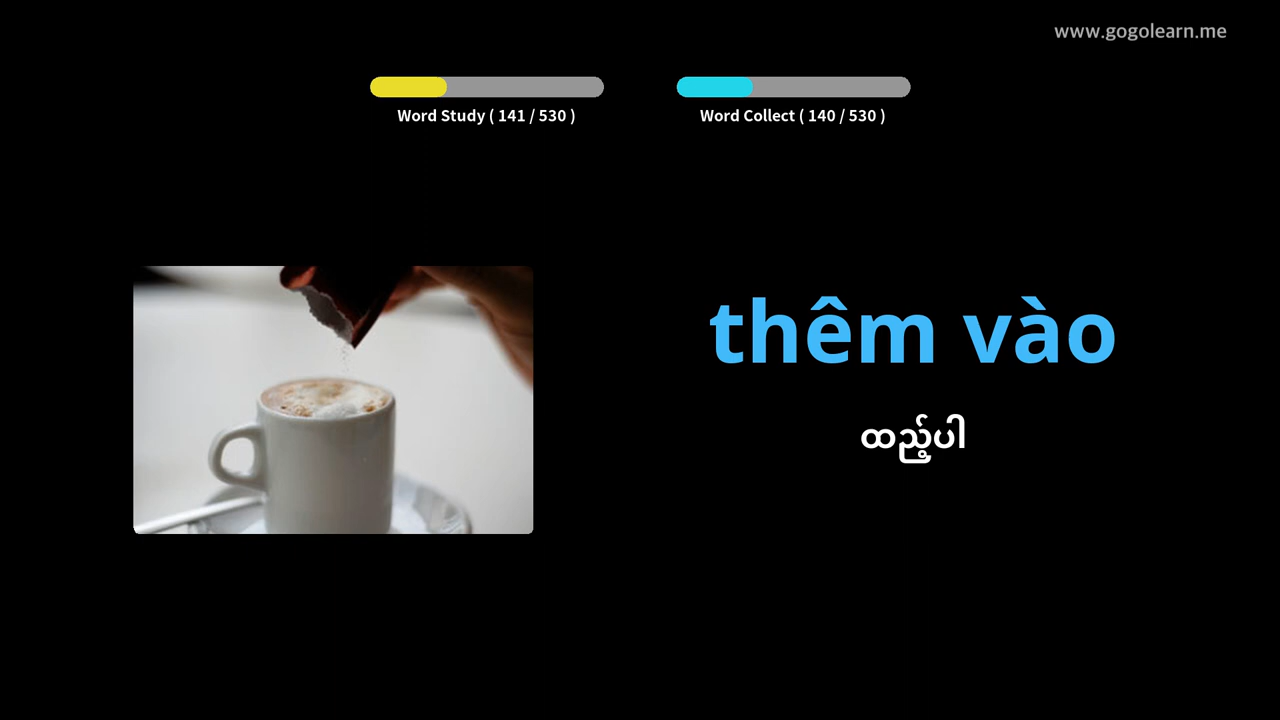 www.gogolearn.me
Word Study ( 141 / 530 )
Word Collect ( 140 / 530 )
thêm vào
ထည့်ပါ